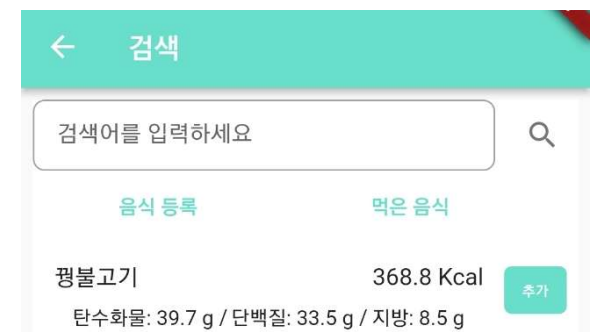 검색
검색어를 입력하세요
음식 등록 먹은 음식
꿩불고기 368.8 Kcal 추가
탄수화물: 39.7 g / 단백질: 33.5 g / 지방: 8.5 g